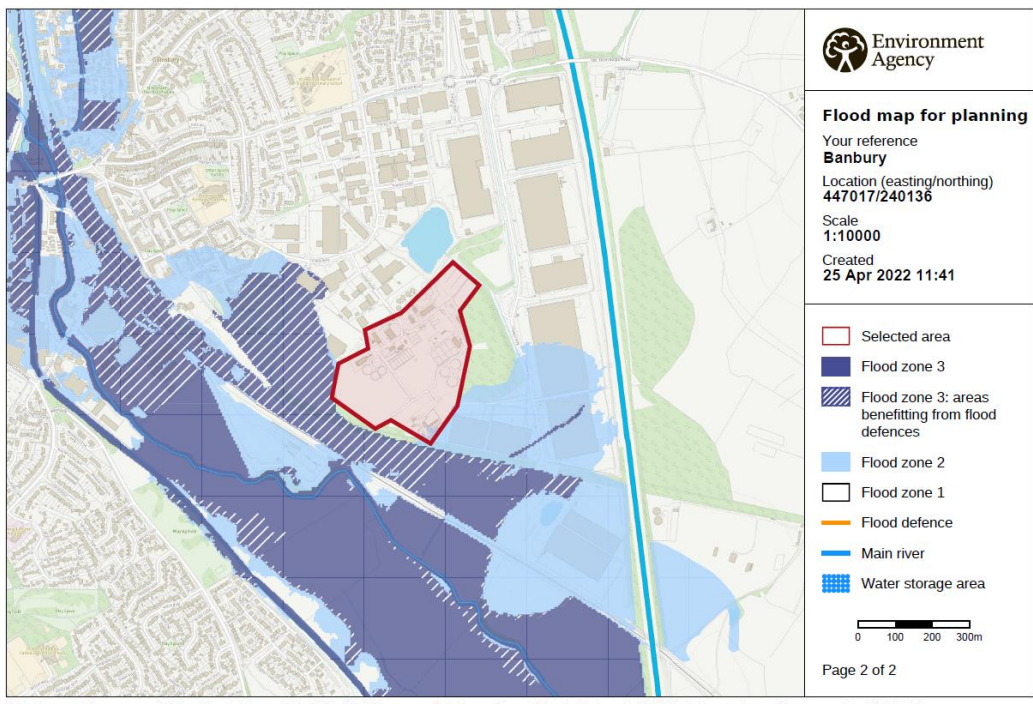 Environment
Agency
Flood map for planning
Your reference
Banbury
Location (easting/northing)
447017/240136
Scale
1:10000
Created
25 Apr 2022 11:41
Selected area
Flood zone 3
Flood zone 3: areas
benefitting from flood
defences
Flood zone 2
Flood zone 1
Flood defence
Main river
Water storage area
0 100 200 300m
Page 2 of 2